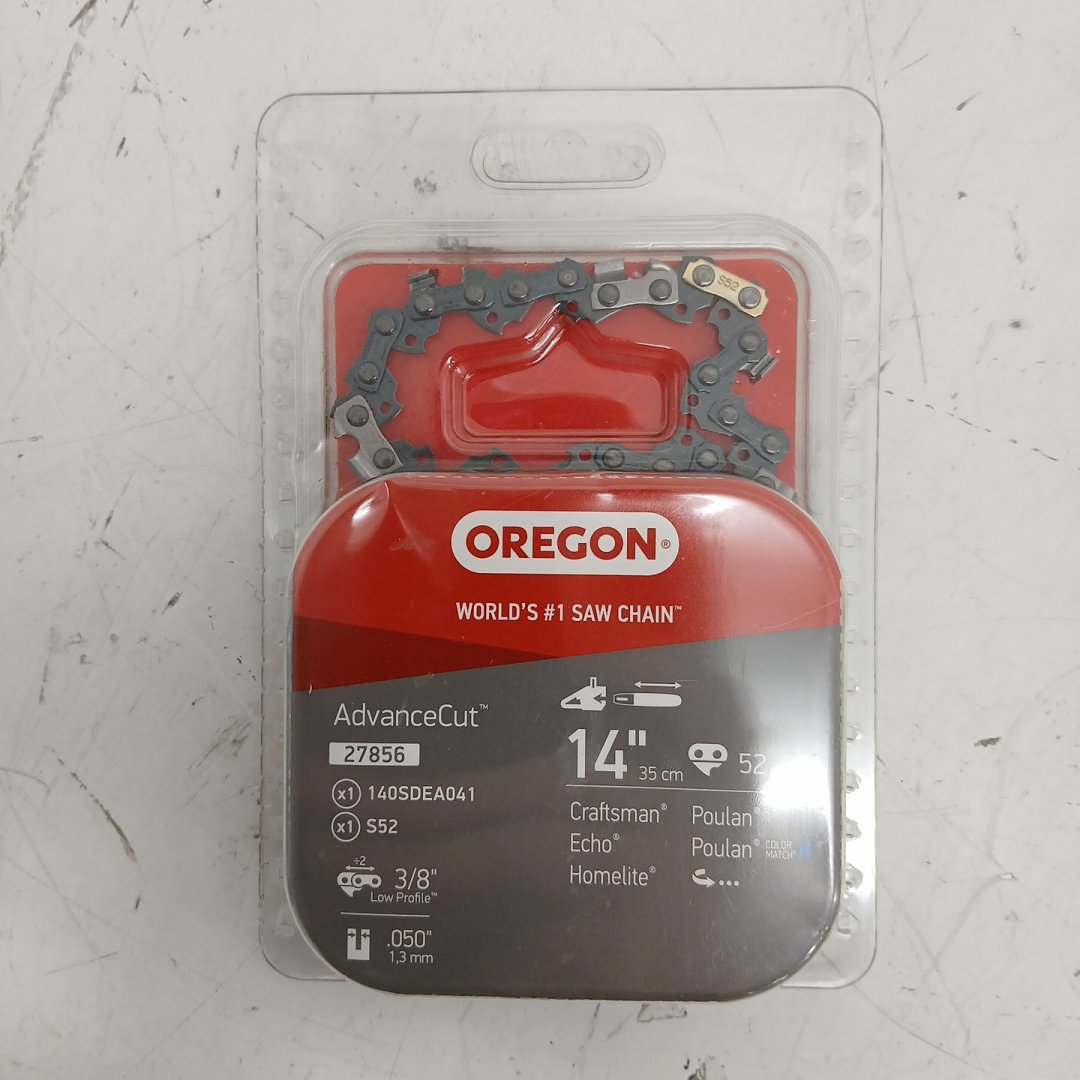 S52
OREGON®
WORLD'S #1 SAW CHAIN™
AdvanceCut™
27856
x1 140SDEA041
x1 S52
÷2
3/8"
Low Profile™
.050"
1,3 mm
14" 35 cm
52
Craftsman® Poulan®
Echo® Poulan® COLOR MATCH®
Homelite® ...